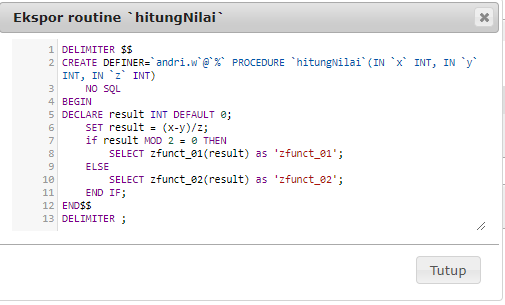 Ekspor routine `hitungNilai`
1 DELIMITER $$
2 CREATE DEFINER=`andri.w`@`%` PROCEDURE `hitungNilai`(IN `x` INT, IN `y`
INT, IN `z` INT)
3 NO SQL
4 BEGIN
5 DECLARE result INT DEFAULT 0;
6 SET result = (x-y)/z;
7 if result MOD 2 = 0 THEN
8 SELECT zfunct_01(result) as 'zfunct_01';
9 ELSE
10 SELECT zfunct_02(result) as 'zfunct_02';
11 END IF;
12 END$$
13 DELIMITER ;
Tutup